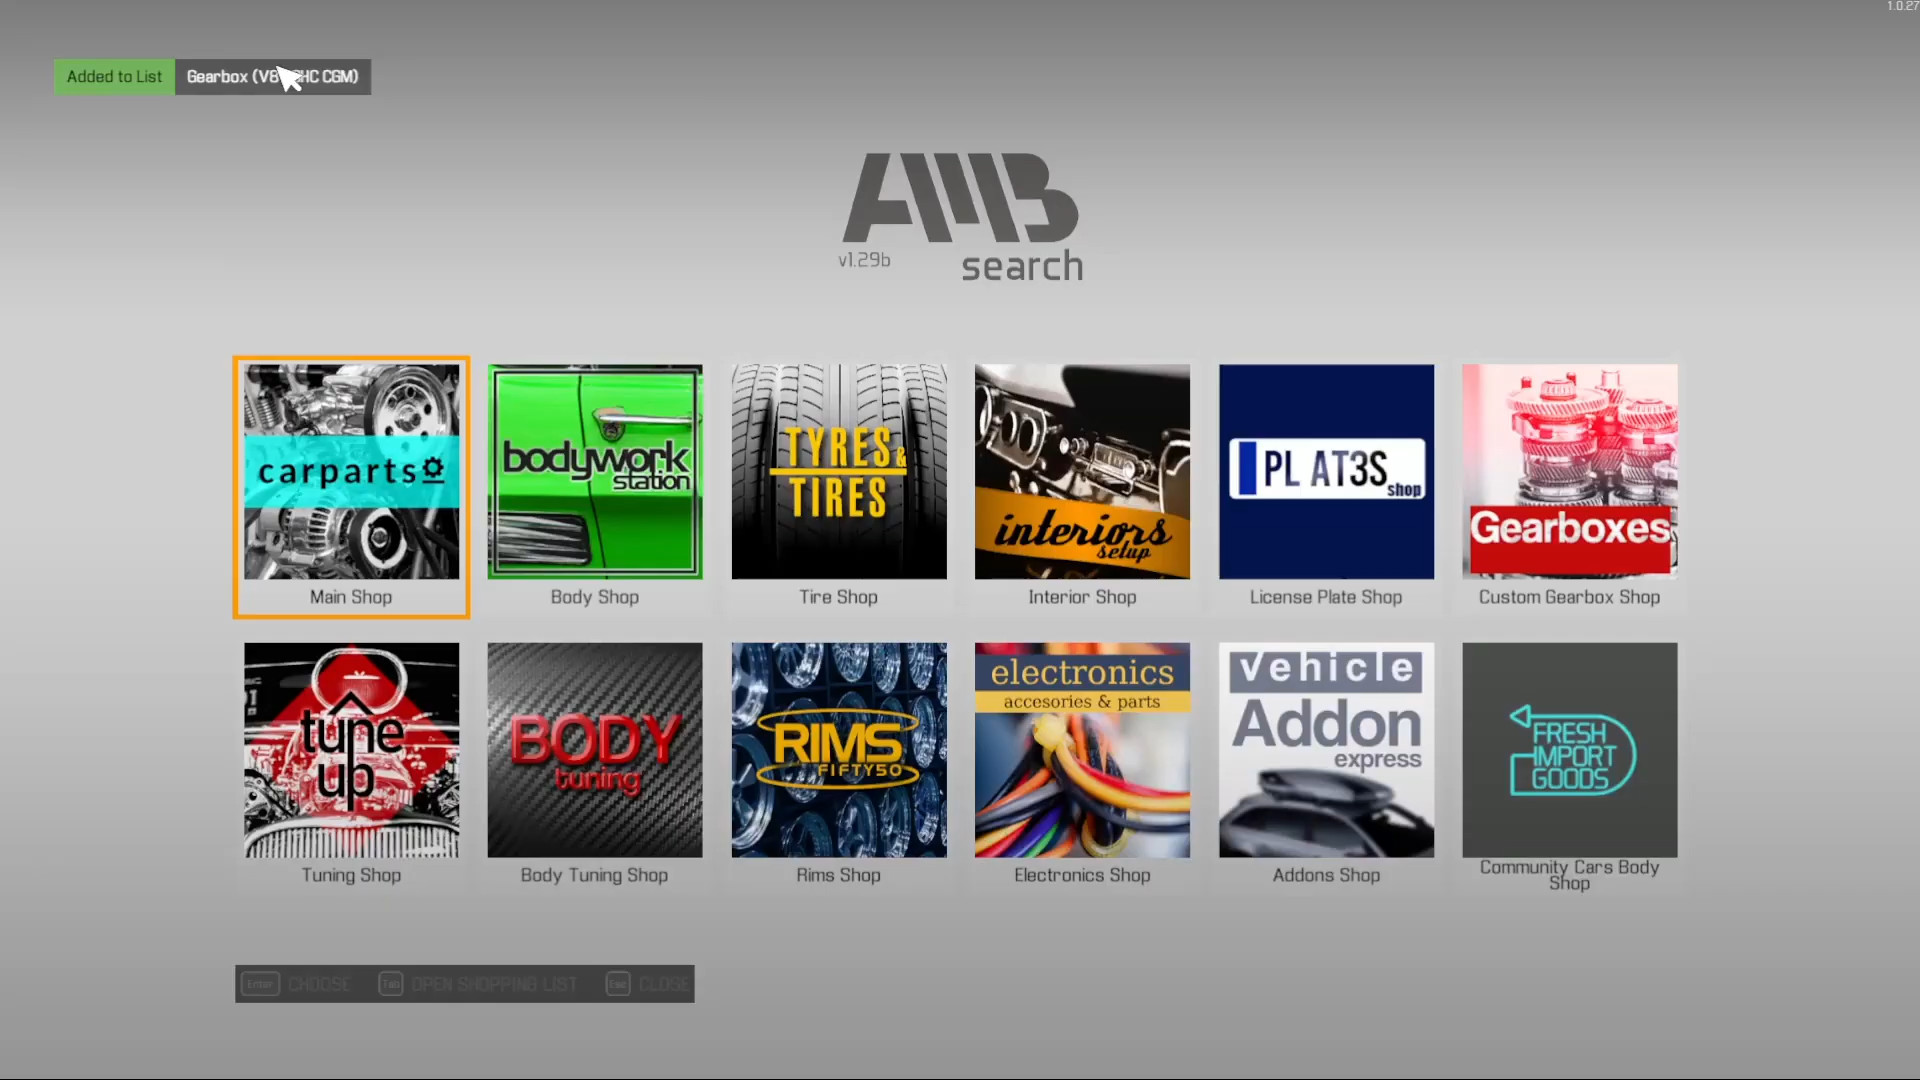 1.0.27
Added to List Gearbox (V8 HC CGM)
AMB
v1.29b search
carparts
Main Shop
bodywork
station
Body Shop
TYRES &
TIRES
Tire Shop
interiors
setup
Interior Shop
PL AT3S
shop
License Plate Shop
Gearboxes
Custom Gearbox Shop
tune
up
Tuning Shop
BODY
tuning
Body Tuning Shop
RIMS
FIFTY50
Rims Shop
electronics
accesories & parts
Electronics Shop
vehicle
Addon
express
Addons Shop
FRESH
IMPORT
GOODS
Community Cars Body
Shop
Enter CHOOSE Tab OPEN SHOPPING LIST Esc CLOSE